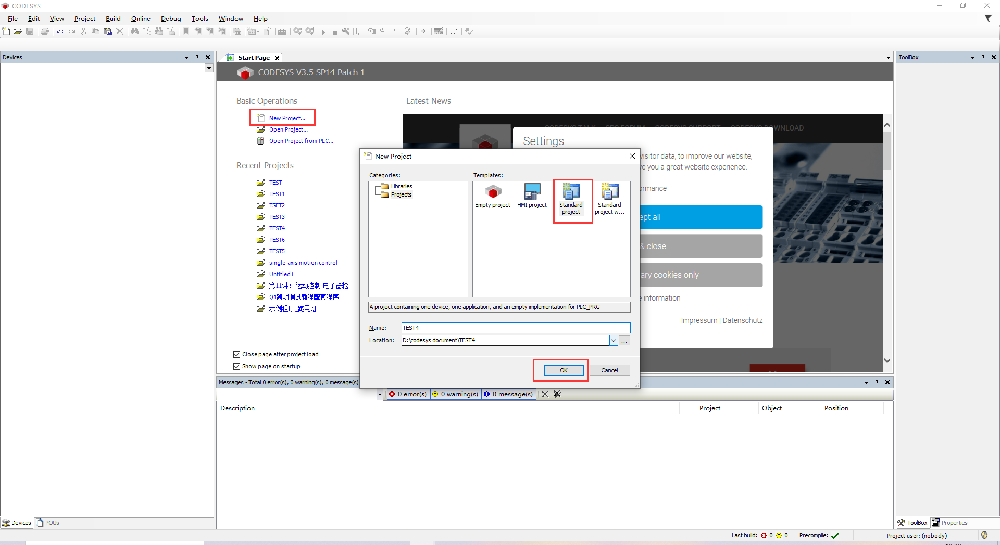 CODESYS
File Edit View Project Build Online Debug Tools Window Help
Devices
Start Page
ToolBox
CODESYS V3.5 SP14 Patch 1
Basic Operations
New Project...
Open Project...
Open Project from PLC...
Recent Projects
TEST
TEST1
TSET2
TEST3
TEST4
TEST6
TEST5
single-axis motion control
Untitled1
第11讲：运动控制-电子齿轮
Q1简明调试教程配套程序
示例程序_跑马灯
Close page after project load
Show page on startup
Latest News
CODESYS TALK CODESYS SUPPORT CODESYS DOWNLOAD
Settings
visitor data, to improve our website,
e you a great website experience.
ormance
ept all
& close
ary cookies only
e information
Impressum | Datenschutz
New Project
Categories:
Libraries
Projects
Templates:
Empty project
HMI project
Standard
project
Standard
project w...
A project containing one device, one application, and an empty implementation for PLC_PRG
Name: TEST4
Location: D:\codesys document\TEST4
...
OK Cancel
Messages - Total 0 error(s), 0 warning(s), 0 message(s)
0 error(s) 0 warning(s) 0 message(s)
Description Project Object Position
Devices POUs
ToolBox Properties
Last build: 0 0 Precompile: Project user: (nobody)